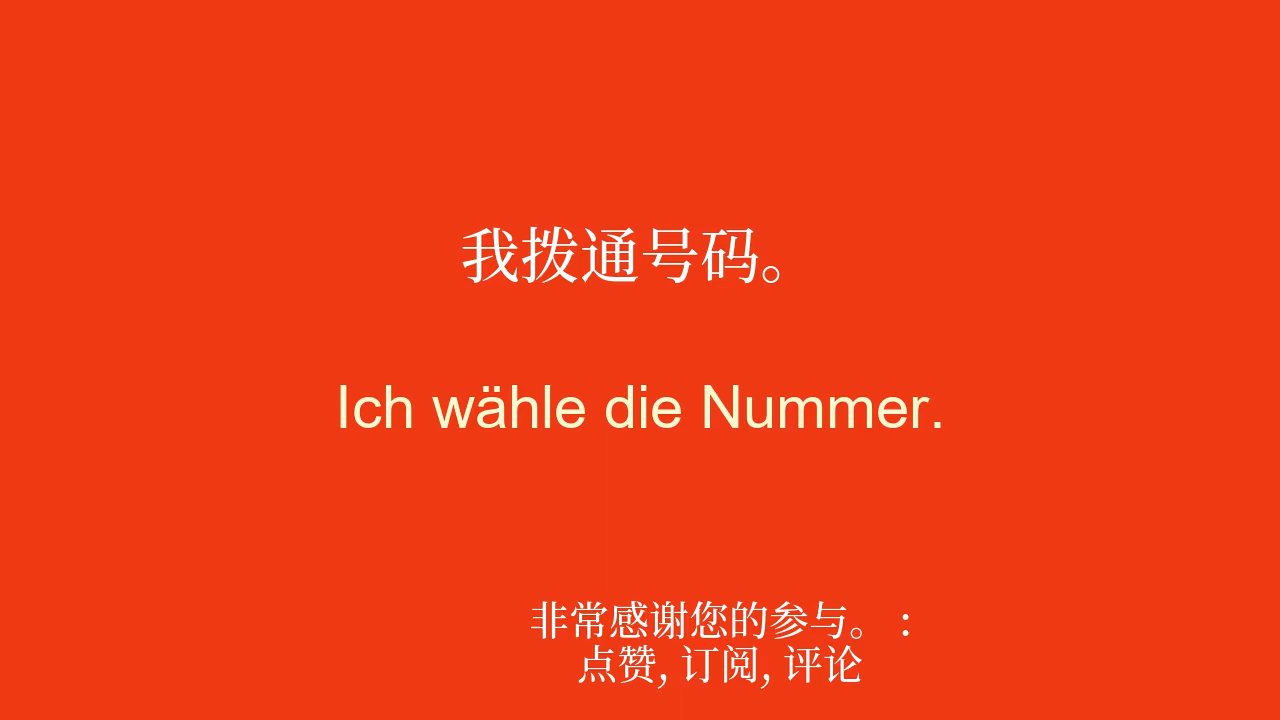 我拨通号码。
Ich wähle die Nummer.
非常感谢您的参与。 :
点赞, 订阅, 评论